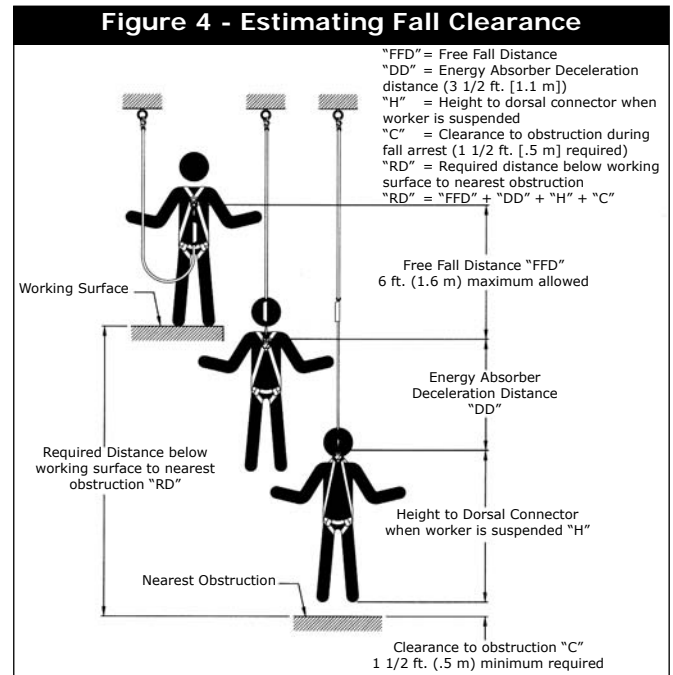 Figure 4 - Estimating Fall Clearance
“FFD” = Free Fall Distance
“DD” = Energy Absorber Deceleration
distance (3 1/2 ft. [1.1 m])
“H” = Height to dorsal connector when
worker is suspended
“C” = Clearance to obstruction during
fall arrest (1 1/2 ft. [.5 m] required)
“RD” = Required distance below working
surface to nearest obstruction
“RD” = “FFD” + “DD” + “H” + “C”
Free Fall Distance “FFD”
6 ft. (1.6 m) maximum allowed
Working Surface
Energy Absorber
Deceleration Distance
“DD”
Required Distance below
working surface to nearest
obstruction “RD”
Height to Dorsal Connector
when worker is suspended “H”
Nearest Obstruction
Clearance to obstruction “C”
1 1/2 ft. (.5 m) minimum required